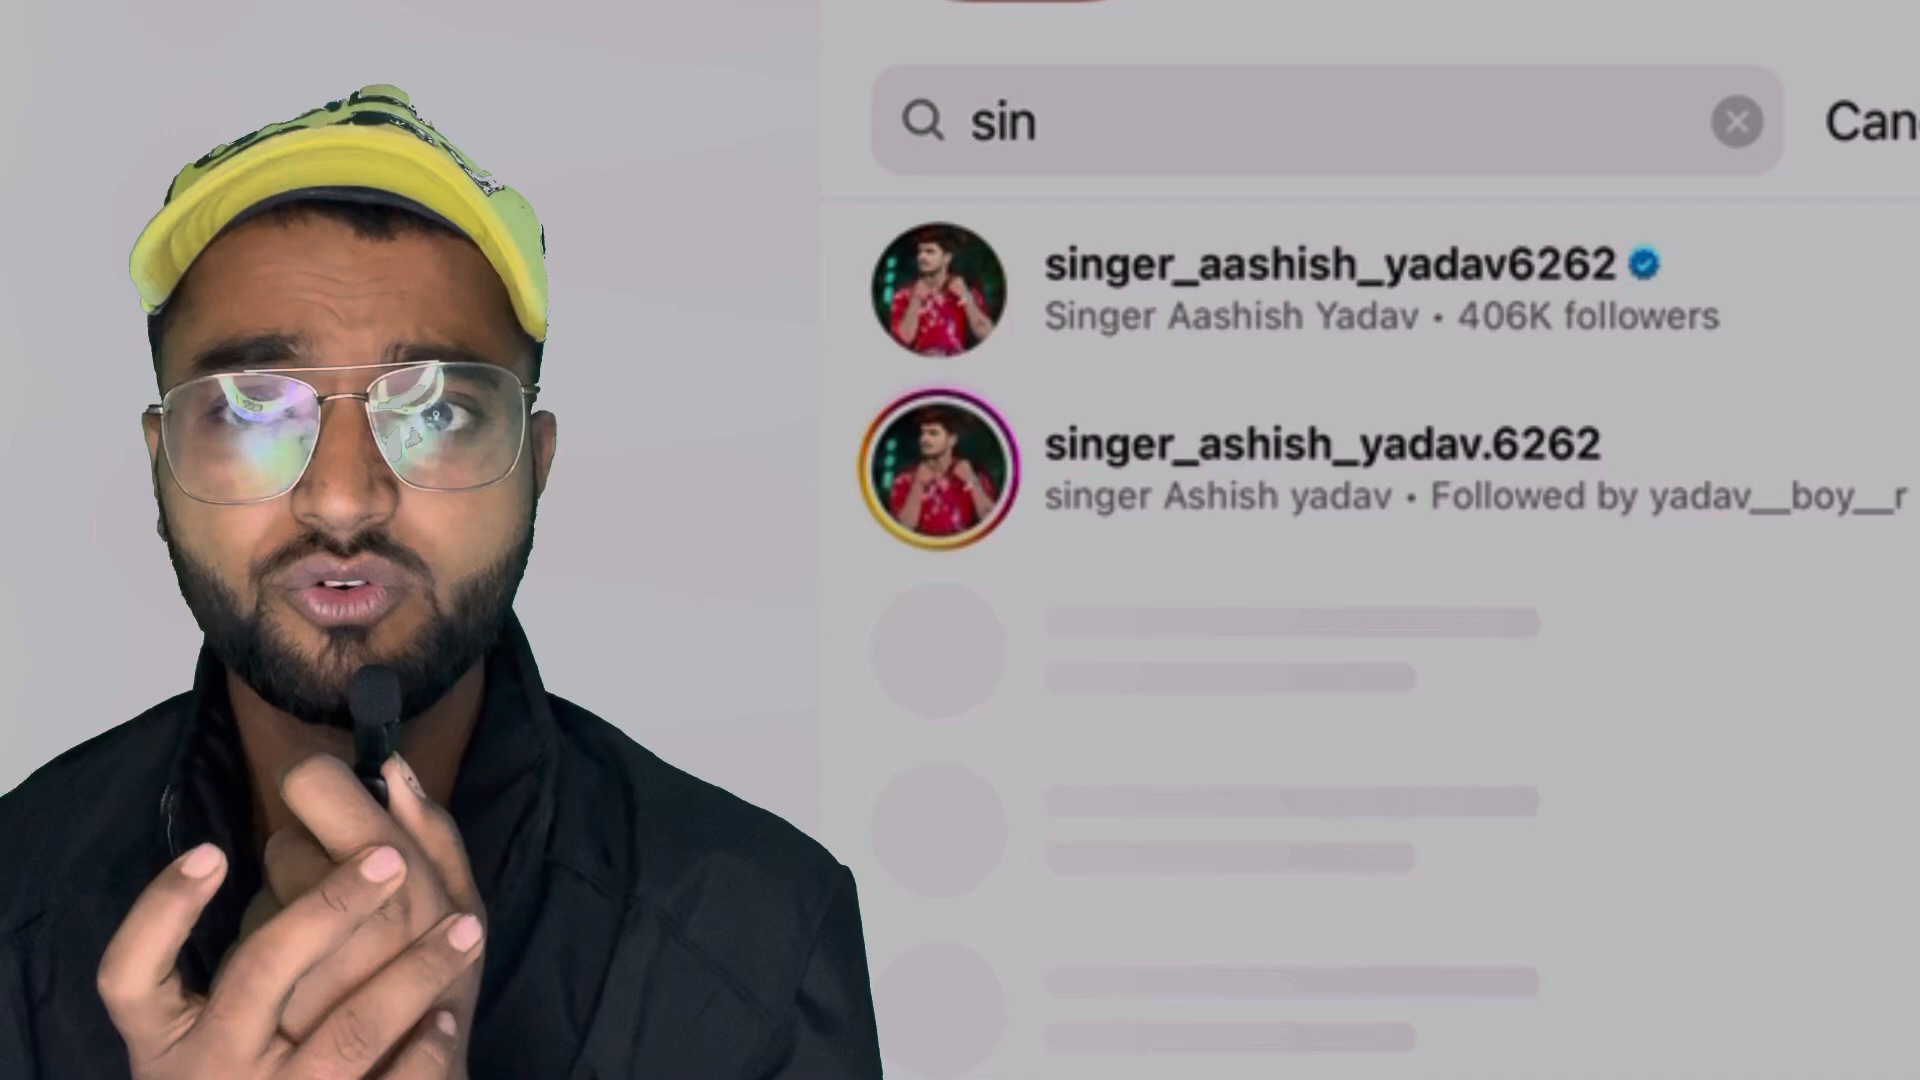 sin
Can
singer_aashish_yadav6262
Singer Aashish Yadav • 406K followers
singer_ashish_yadav.6262
singer Ashish yadav • Followed by yadav__boy__r